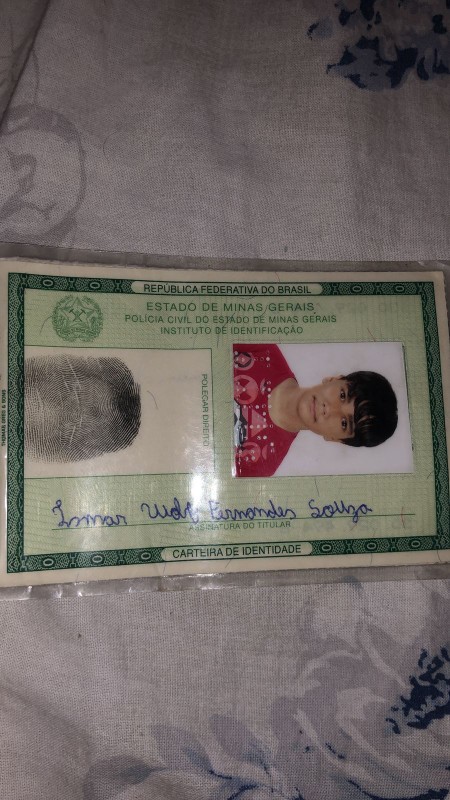 REPÚBLICA FEDERATIVA DO BRASIL
ESTADO DE MINAS GERAIS
POLÍCIA CIVIL DO ESTADO DE MINAS GERAIS
INSTITUTO DE IDENTIFICAÇÃO
POLEGAR DIREITO
Ismar Fernandes Souza
ASSINATURA DO TITULAR
CARTEIRA DE IDENTIDADE